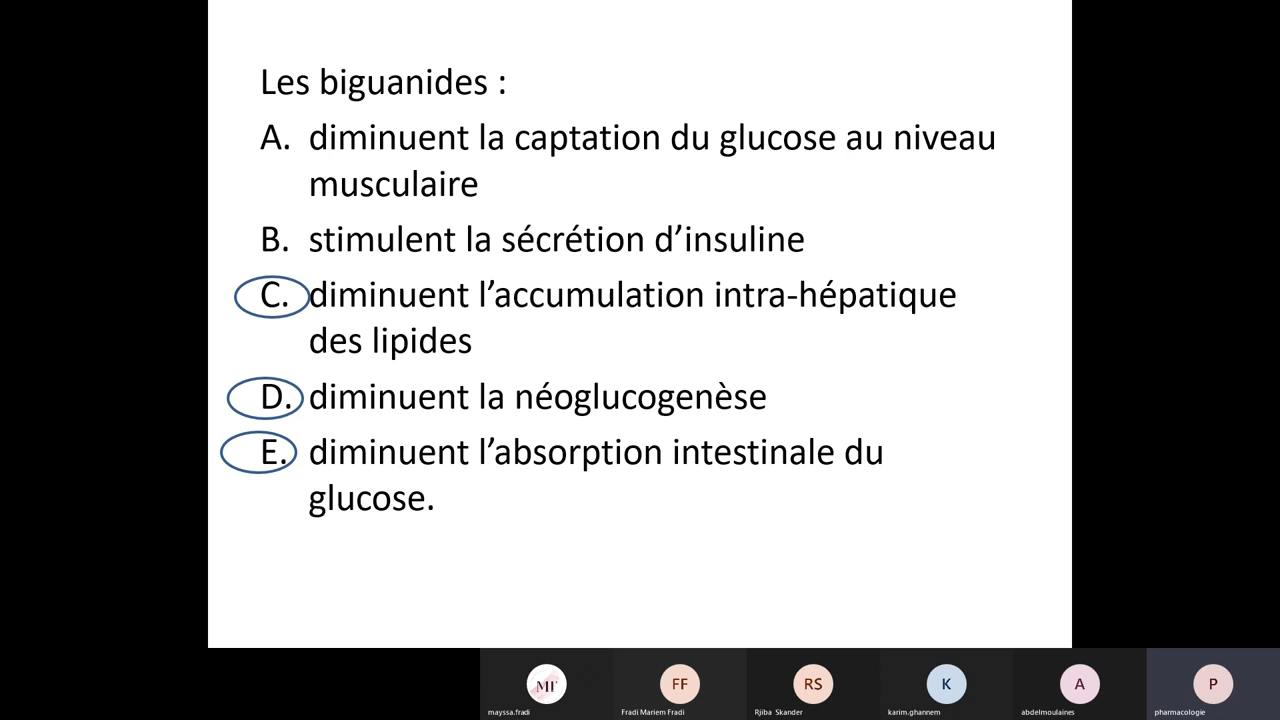 Les biguanides :
A. diminuent la captation du glucose au niveau
musculaire
B. stimulent la sécrétion d’insuline
C. diminuent l’accumulation intra-hépatique
des lipides
D. diminuent la néoglucogenèse
E. diminuent l’absorption intestinale du
glucose.
MF FF RS K A P
mayssa.fradi Fradi Mariem Fradi Rjiba Skander karim.ghannem abdelmoulaines pharmacologie